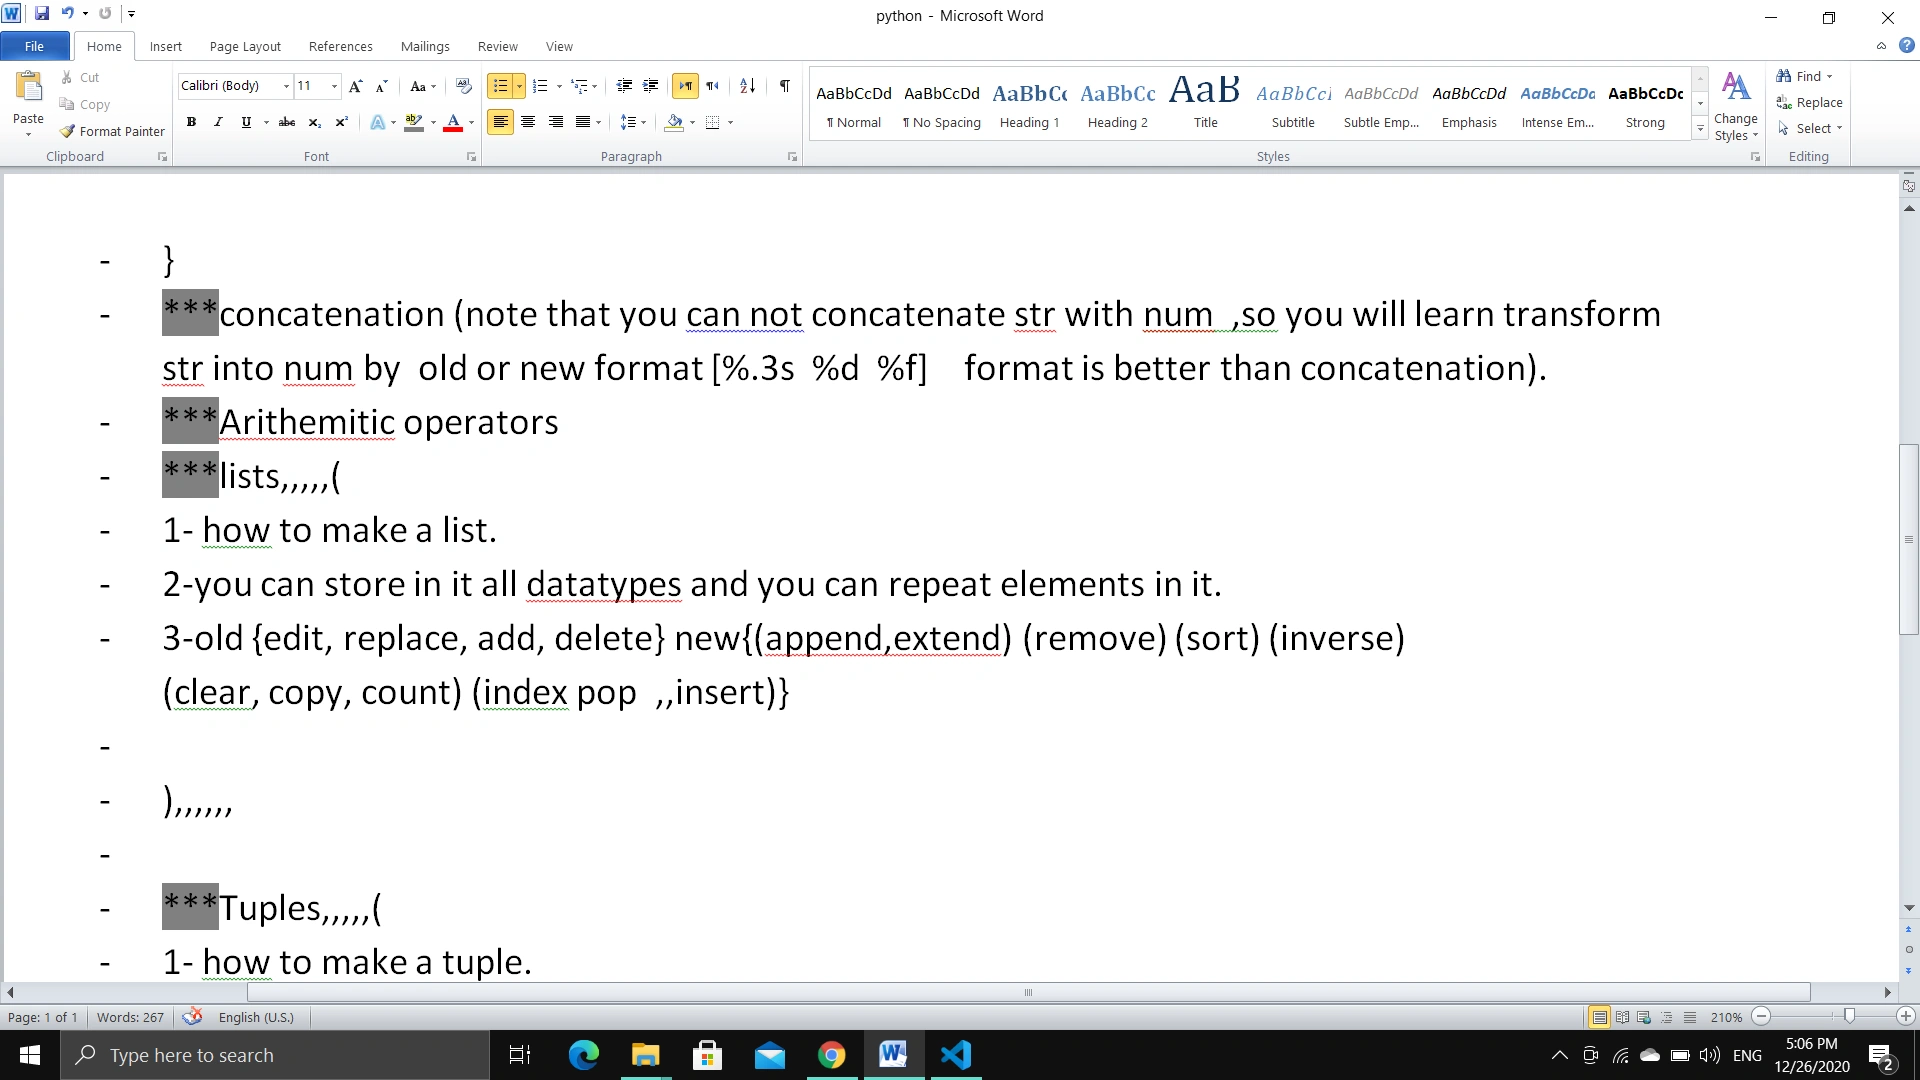 python - Microsoft Word
File Home Insert Page Layout References Mailings Review View
Paste Cut Copy Format Painter Clipboard
Calibri (Body) 11 Font
Paragraph
AaBbCcDd AaBbCcDd AaBbCc AaBbCc AaB AaBbCcI AaBbCcDd AaBbCcDd AaBbCcDc AaBbCcDc
¶ Normal ¶ No Spacing Heading 1 Heading 2 Title Subtitle Subtle Emp... Emphasis Intense Em... Strong
Styles
Change Styles
Find Replace Select Editing
- }
- ***concatenation (note that you can not concatenate str with num ,so you will learn transform
str into num by old or new format [%.3s %d %f] format is better than concatenation).
- ***Arithemitic operators
- ***lists,,,,,(
- 1- how to make a list.
- 2-you can store in it all datatypes and you can repeat elements in it.
- 3-old {edit, replace, add, delete} new{(append,extend) (remove) (sort) (inverse)
(clear, copy, count) (index pop ,,insert)}
-
- ),,,,,,
-
- ***Tuples,,,,,(
- 1- how to make a tuple.
Page: 1 of 1 Words: 267 English (U.S.) 210%
Type here to search
ENG 5:06 PM
12/26/2020 2